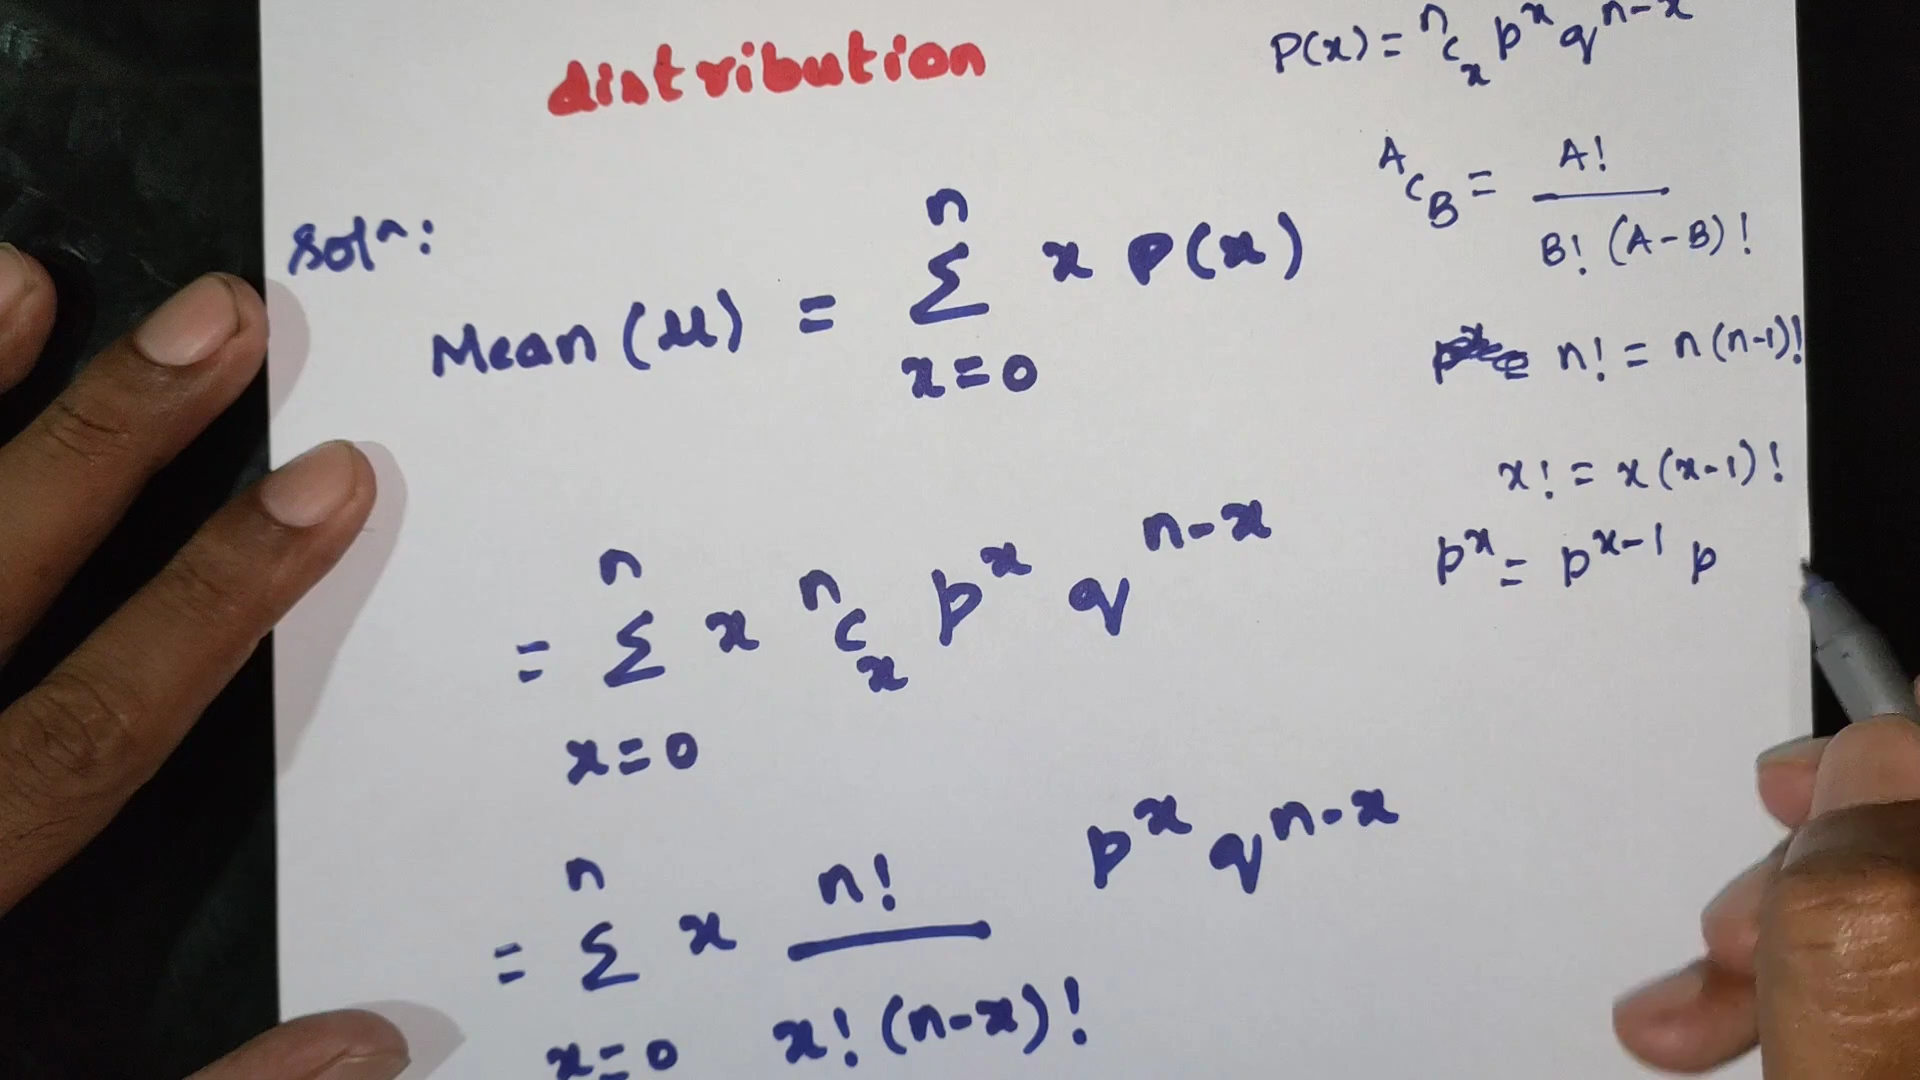 distribution
P(x) = ⁿCₓ pˣ qⁿ⁻ˣ
ᴬC_B = A! / B! (A-B)!
Solⁿ:
Mean (μ) = Σ_{x=0}^{n} x P(x)
n! = n(n-1)!
x! = x(x-1)!
pˣ = pˣ⁻¹ p
= Σ_{x=0}^{n} x ⁿCₓ pˣ qⁿ⁻ˣ
= Σ_{x=0}^{n} x n! / x! (n-x)! pˣ qⁿ⁻ˣ